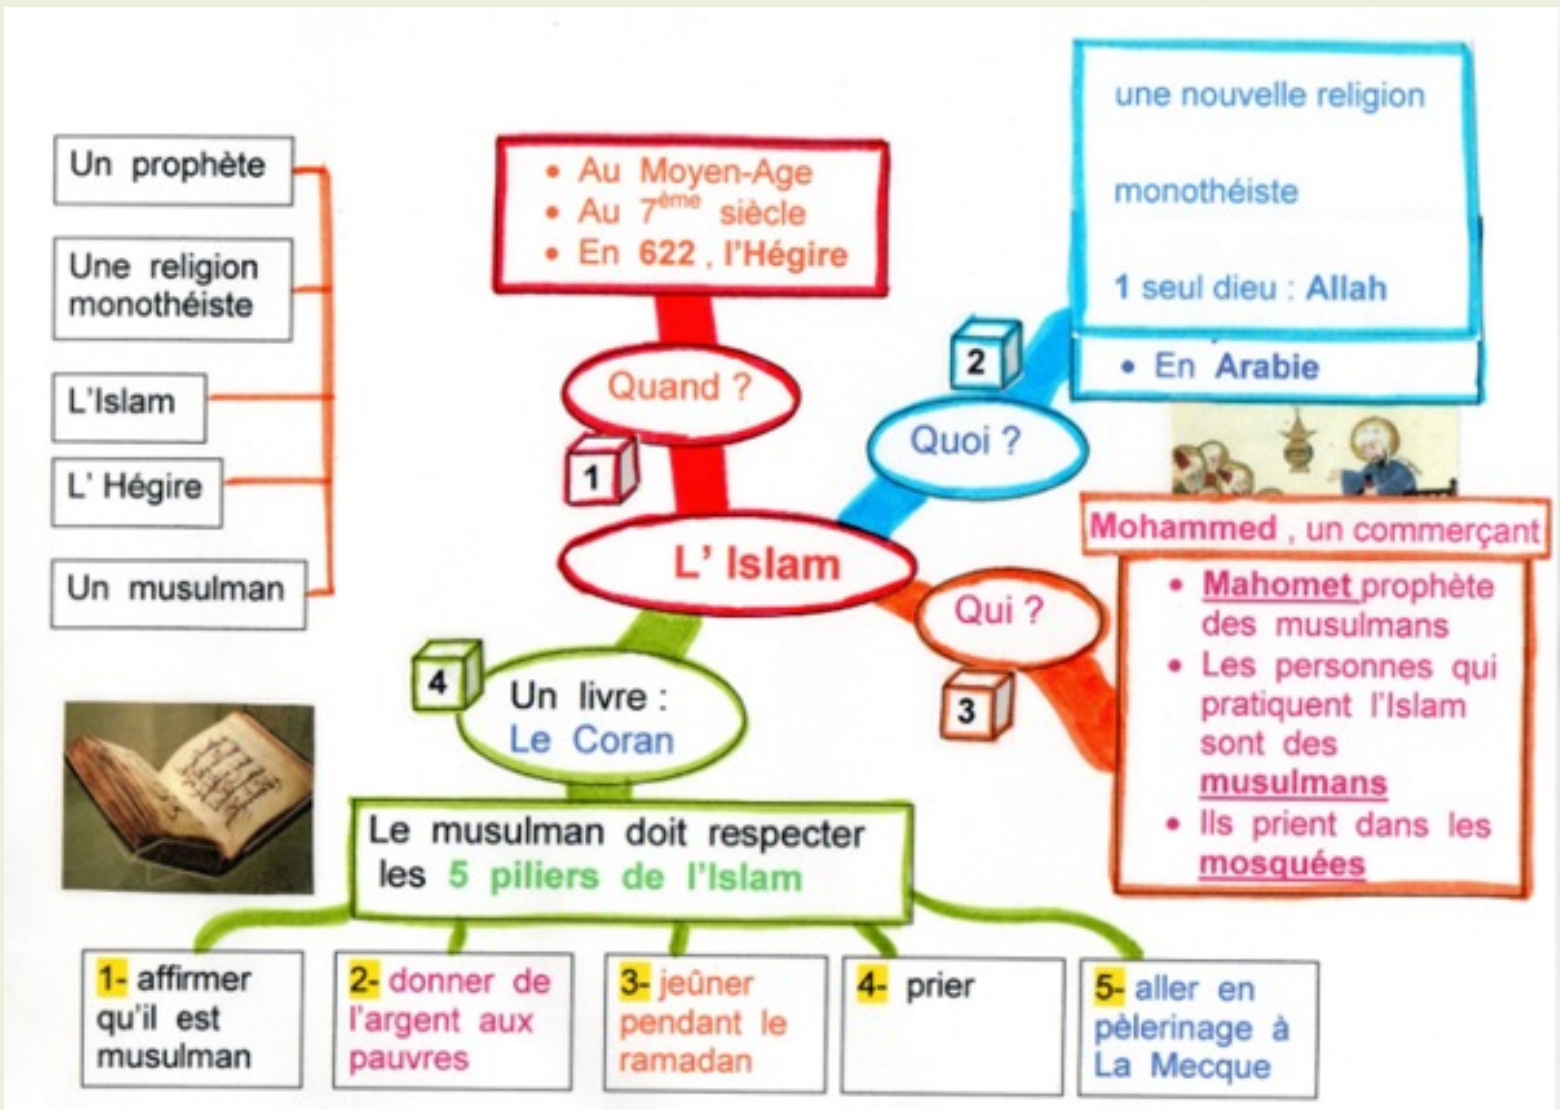 Un prophète
Une religion
monothéiste
L'Islam
L' Hégire
Un musulman
• Au Moyen-Age
• Au 7ème siècle
• En 622 , l'Hégire
Quand ?
1
L' Islam
2
Quoi ?
une nouvelle religion
monothéiste
1 seul dieu : Allah
• En Arabie
Qui ?
3
Mohammed , un commerçant
• Mahomet prophète
des musulmans
• Les personnes qui
pratiquent l'Islam
sont des
musulmans
• Ils prient dans les
mosquées
4
Un livre :
Le Coran
Le musulman doit respecter
les 5 piliers de l'Islam
1- affirmer
qu'il est
musulman
2- donner de
l'argent aux
pauvres
3- jeûner
pendant le
ramadan
4- prier
5- aller en
pèlerinage à
La Mecque